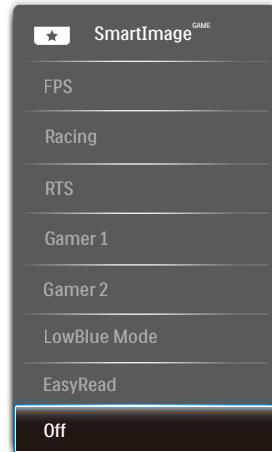 SmartImage GAME
FPS
Racing
RTS
Gamer 1
Gamer 2
LowBlue Mode
EasyRead
Off